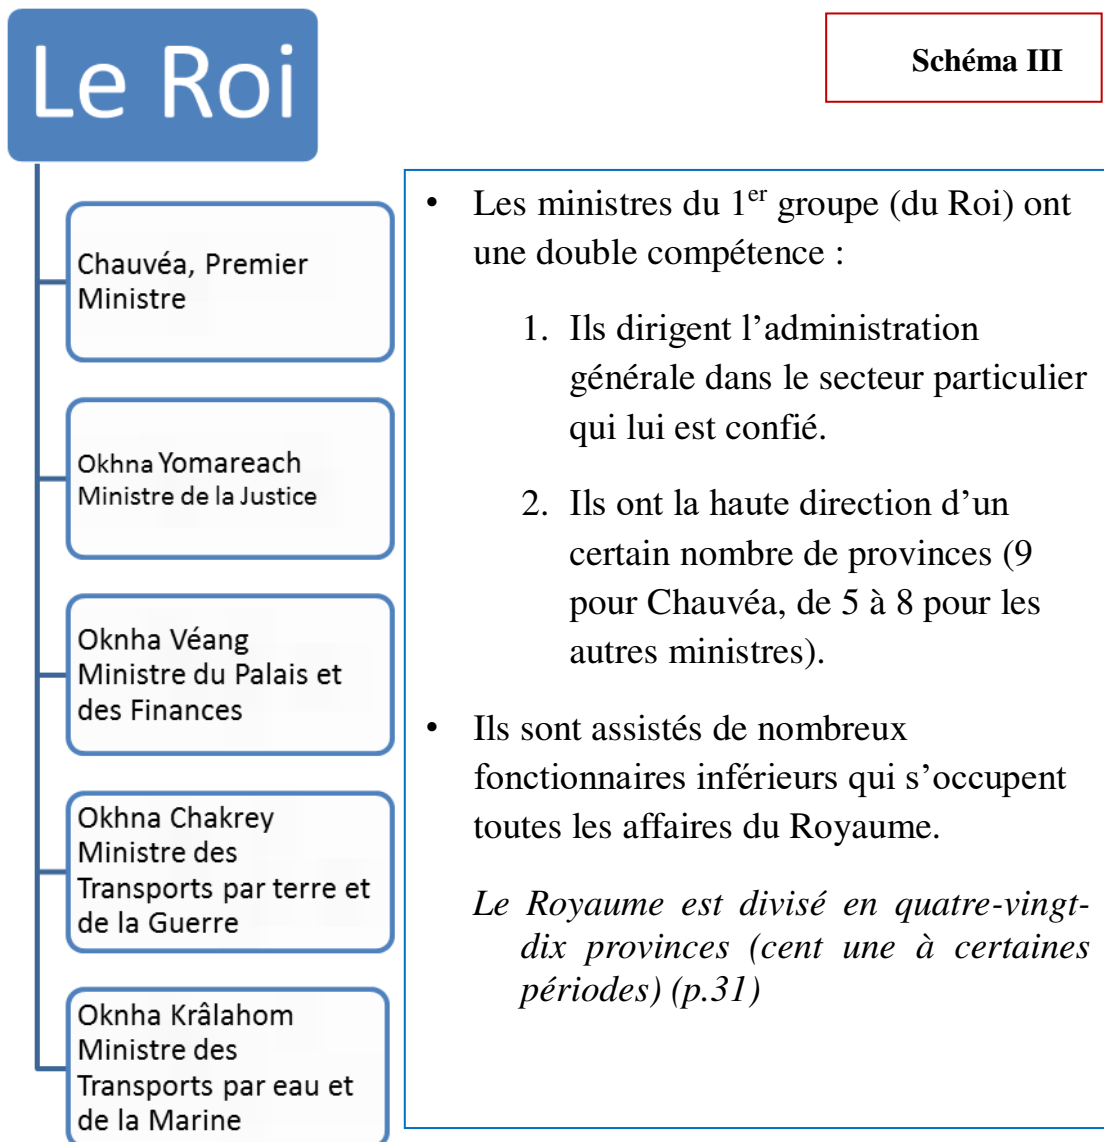 Le Roi
Schéma III
Chauvéa, Premier
Ministre
Okhna Yomareach
Ministre de la Justice
Oknha Véang
Ministre du Palais et
des Finances
Okhna Chakrey
Ministre des
Transports par terre et
de la Guerre
Oknha Krâlahom
Ministre des
Transports par eau et
de la Marine
• Les ministres du 1er groupe (du Roi) ont
une double compétence :
1. Ils dirigent l’administration
générale dans le secteur particulier
qui lui est confié.
2. Ils ont la haute direction d’un
certain nombre de provinces (9
pour Chauvéa, de 5 à 8 pour les
autres ministres).
• Ils sont assistés de nombreux
fonctionnaires inférieurs qui s’occupent
toutes les affaires du Royaume.
Le Royaume est divisé en quatre-vingt-
dix provinces (cent une à certaines
périodes) (p.31)